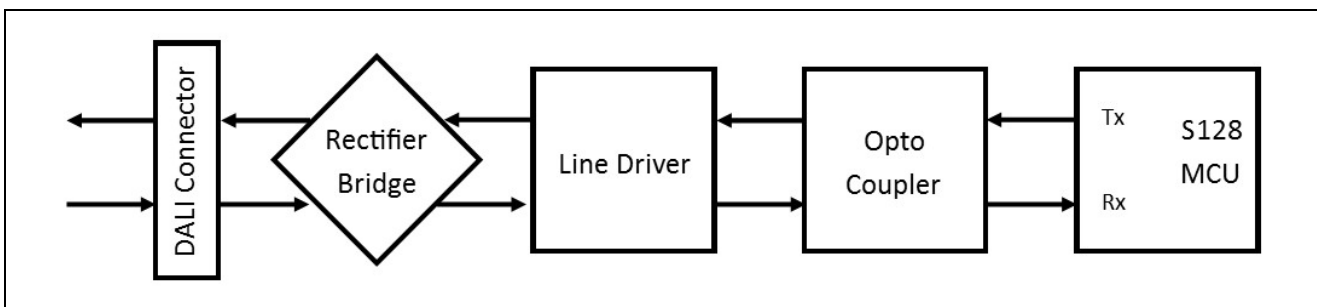 DALI Connector
Rectifier
Bridge
Line Driver
Opto
Coupler
Tx
S128
MCU
Rx